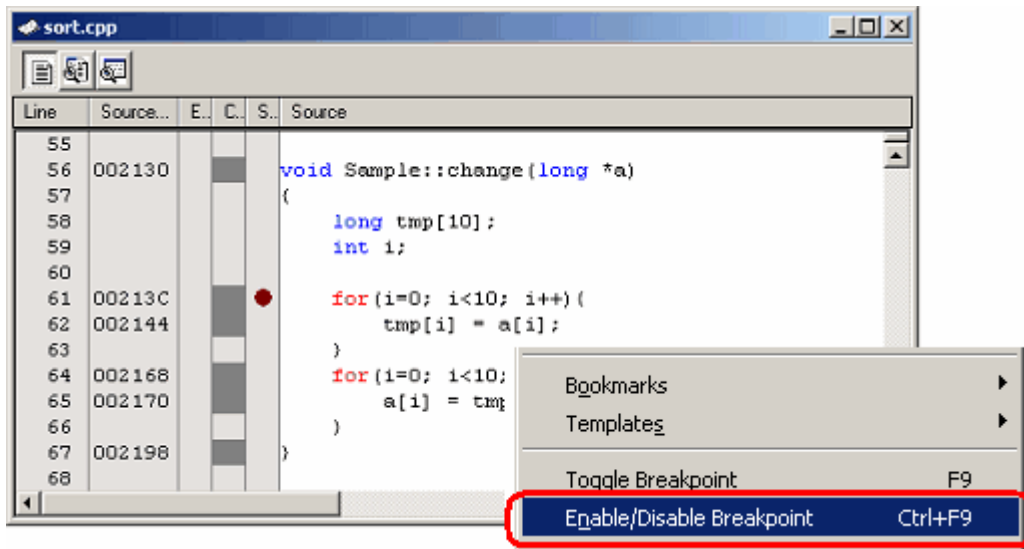 sort.cpp
Line Source... E.. C.. S.. Source
55
56 002130 void Sample::change(long *a)
57 {
58 long tmp[10];
59 int i;
60
61 00213C for(i=0; i<10; i++){
62 002144 tmp[i] = a[i];
63 }
64 002168 for(i=0; i<10;
65 002170 a[i] = tmp
66 }
67 002198 }
68
Bookmarks
Templates
Toggle Breakpoint F9
Enable/Disable Breakpoint Ctrl+F9